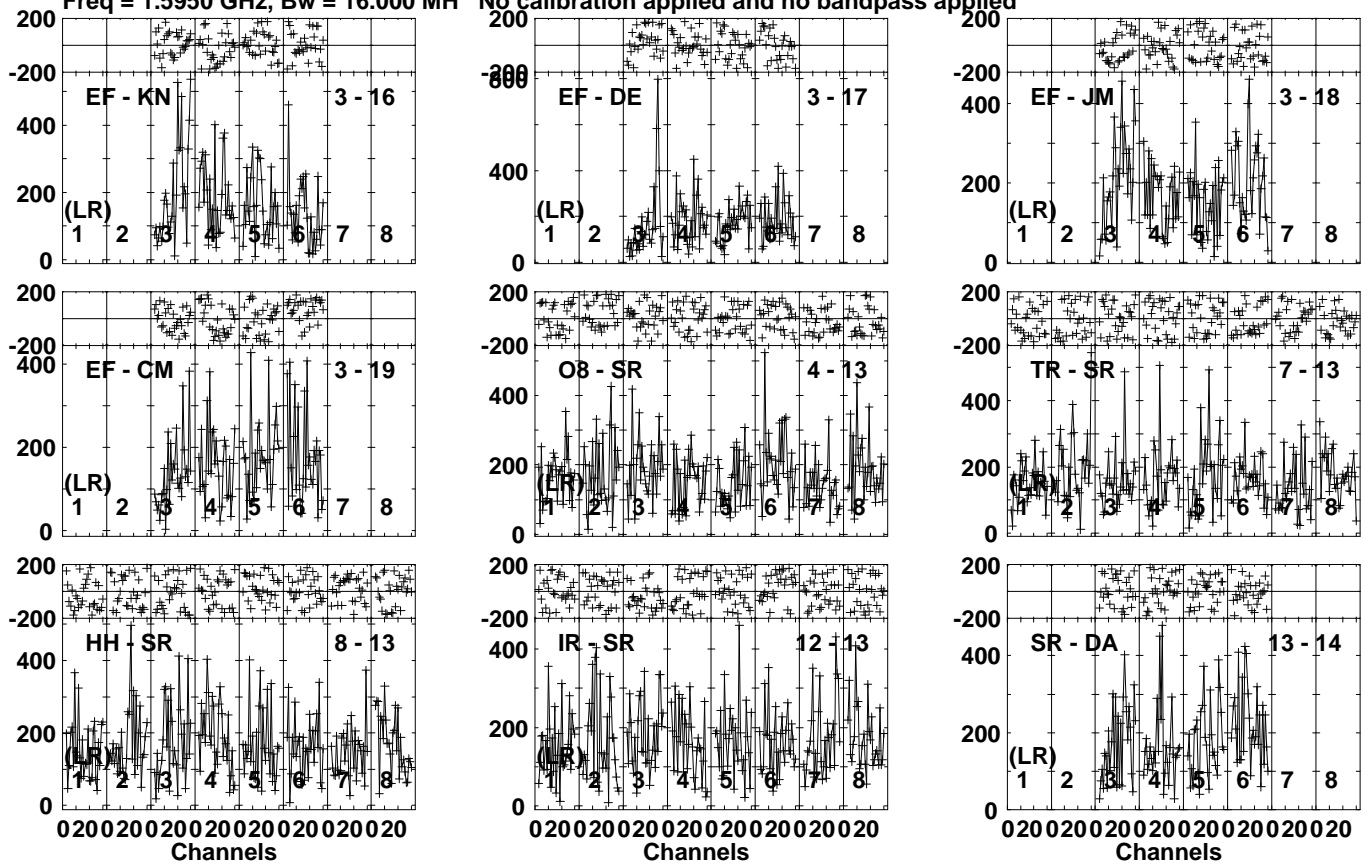 Freq = 1.5950 GHz, Bw = 16.000 MH No calibration applied and no bandpass applied
200 200 200
-200 -200 -200
EF - KN 3 - 16 800 EF - DE 3 - 17 EF - JM 3 - 18
400 400 400
200 200
(LR) (LR) (LR)
1 2 3 4 5 6 7 8 1 2 3 4 5 6 7 8 1 2 3 4 5 6 7 8
0 0 0
200 200 200
-200 -200 -200
EF - CM 3 - 19 O8 - SR 4 - 13 TR - SR 7 - 13
400 400 400
200 200 200
(LR) (LR) (LR)
1 2 3 4 5 6 7 8 1 2 3 4 5 6 7 8 1 2 3 4 5 6 7 8
0 0 0
200 200 200
-200 -200 -200
HH - SR 8 - 13 IR - SR 12 - 13 SR - DA 13 - 14
400 400 400
200 200 200
(LR) (LR) (LR)
1 2 3 4 5 6 7 8 1 2 3 4 5 6 7 8 1 2 3 4 5 6 7 8
0 0 0
0 20 0 20 0 20 0 20 0 20 0 20 0 20 0 20 0 20 0 20 0 20 0 20 0 20 0 20 0 20 0 20 0 20 0 20 0 20 0 20 0 20 0 20 0 20 0 20
Channels Channels Channels